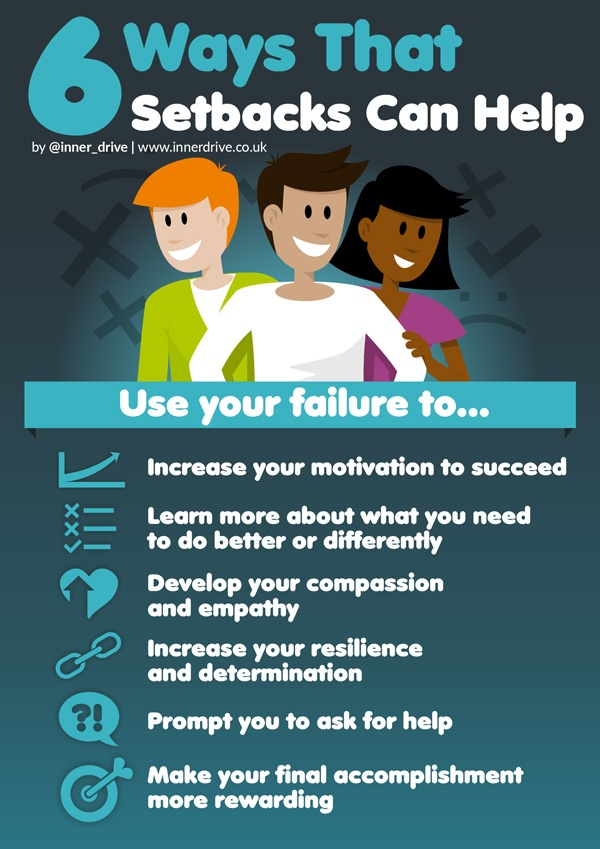 6 Ways That
Setbacks Can Help
by @inner_drive | www.innerdrive.co.uk
Use your failure to...
Increase your motivation to succeed
Learn more about what you need
to do better or differently
Develop your compassion
and empathy
Increase your resilience
and determination
?!
Prompt you to ask for help
Make your final accomplishment
more rewarding